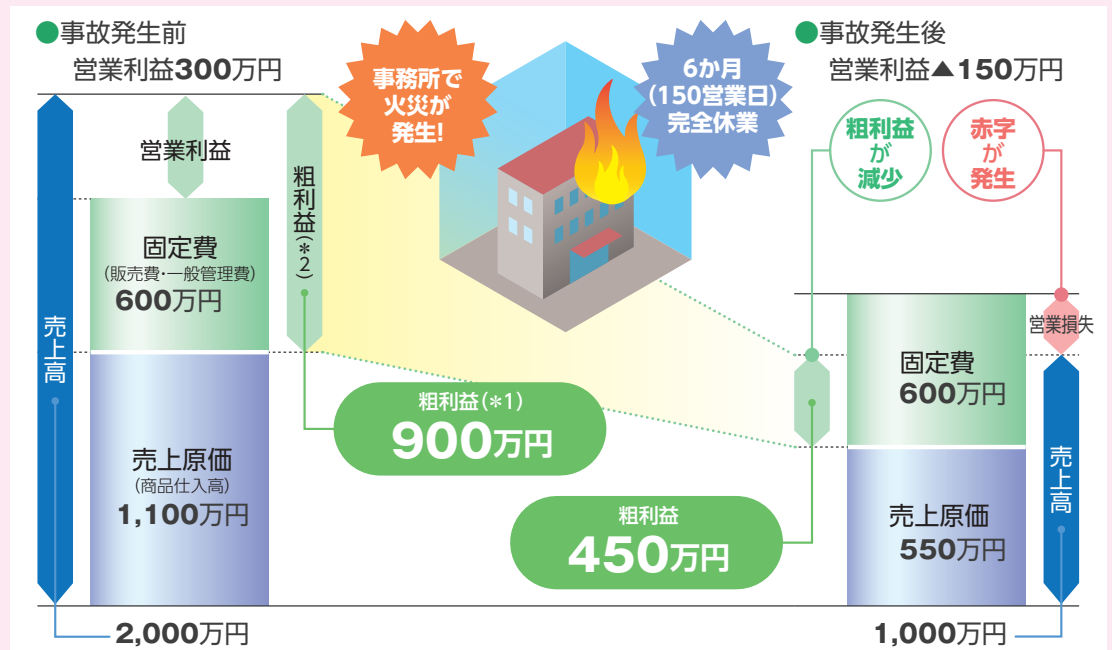 ●事故発生前
営業利益300万円
営業利益
固定費
(販売費・一般管理費)
600万円
売上高
売上原価
(商品仕入高)
1,100万円
2,000万円
粗利益(*2)
事務所で
火災が
発生!
6か月
(150営業日)
完全休業
粗利益(*1)
900万円
粗利益
450万円
●事故発生後
営業利益▲150万円
粗利益
が
減少
赤字
が
発生
営業損失
固定費
600万円
売上原価
550万円
売上高
1,000万円